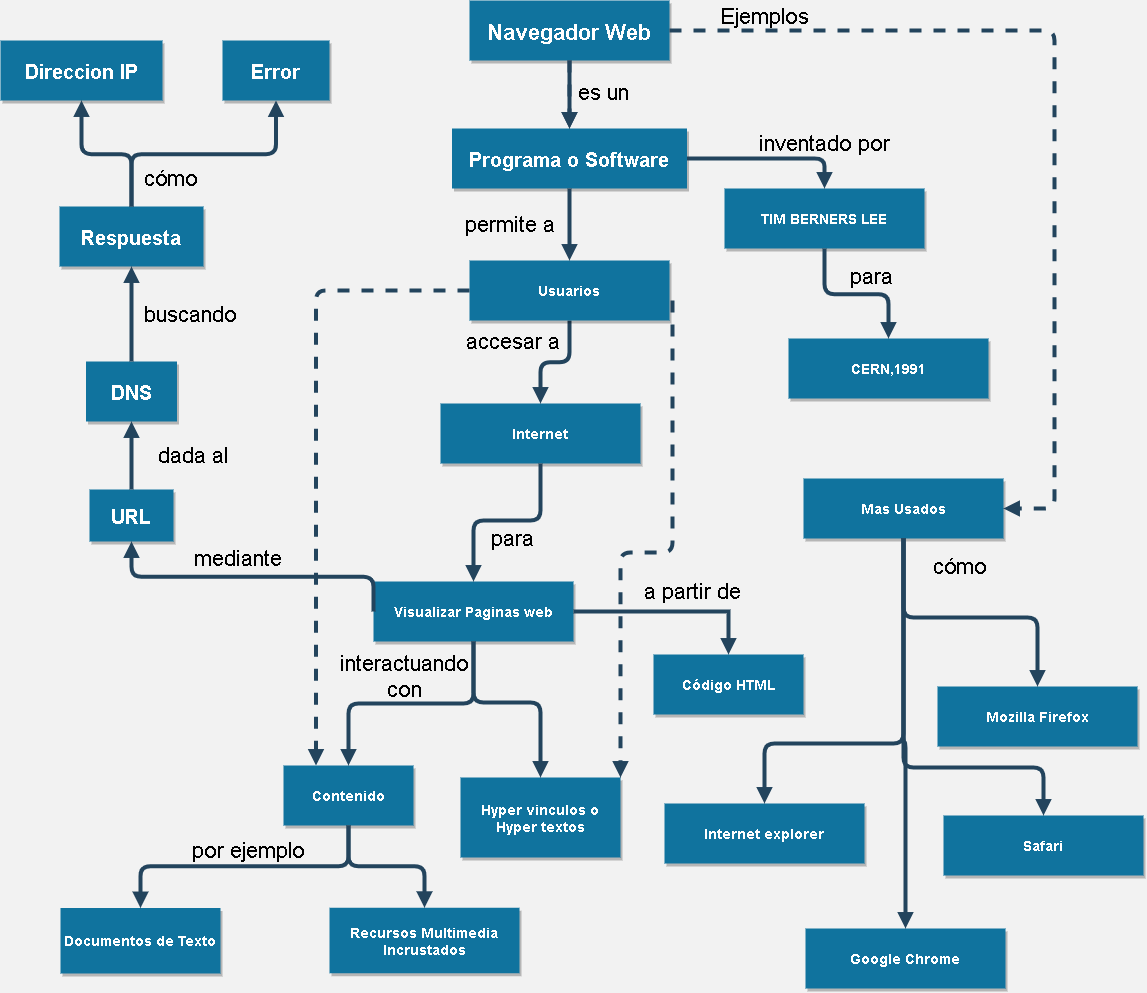 Navegador Web
Ejemplos
Direccion IP
Error
es un
Programa o Software
inventado por
cómo
permite a
TIM BERNERS LEE
Respuesta
para
Usuarios
buscando
accesar a
CERN,1991
DNS
Internet
dada al
URL
Mas Usados
para
mediante
cómo
Visualizar Paginas web
a partir de
interactuando
con
Código HTML
Mozilla Firefox
Contenido
Hyper vinculos o
Hyper textos
Internet explorer
Safari
por ejemplo
Documentos de Texto
Recursos Multimedia
Incrustados
Google Chrome